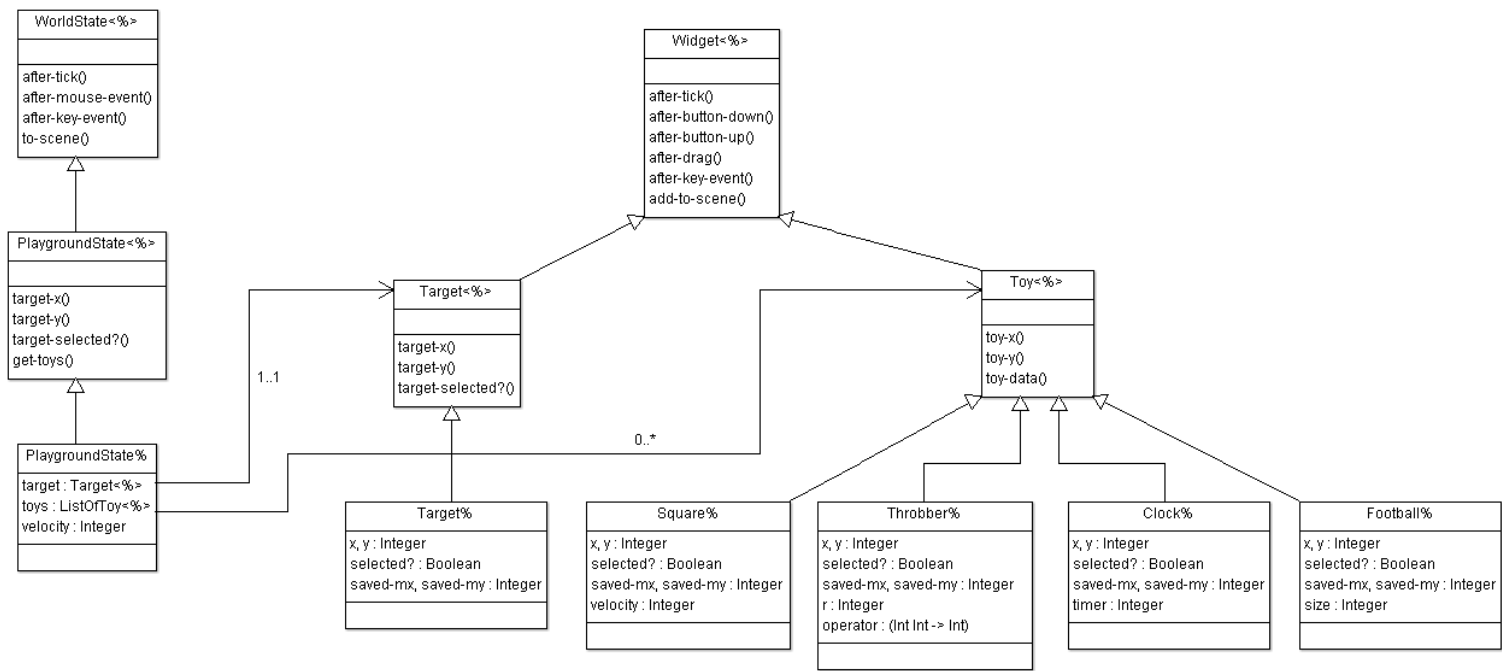 WorldState<%>
after-tick()
after-mouse-event()
after-key-event()
to-scene()
PlaygroundState<%>
target-x()
target-y()
target-selected?()
get-toys()
PlaygroundState%
target : Target<%>
toys : ListOfToy<%>
velocity : Integer
Widget<%>
after-tick()
after-button-down()
after-button-up()
after-drag()
after-key-event()
add-to-scene()
Target<%>
target-x()
target-y()
target-selected?()
Toy<%>
toy-x()
toy-y()
toy-data()
1..1
0..*
Target%
x, y : Integer
selected? : Boolean
saved-mx, saved-my : Integer
Square%
x, y : Integer
selected? : Boolean
saved-mx, saved-my : Integer
velocity : Integer
Throbber%
x, y : Integer
selected? : Boolean
saved-mx, saved-my : Integer
r : Integer
operator : (Int Int -> Int)
Clock%
x, y : Integer
selected? : Boolean
saved-mx, saved-my : Integer
timer : Integer
Football%
x, y : Integer
selected? : Boolean
saved-mx, saved-my : Integer
size : Integer